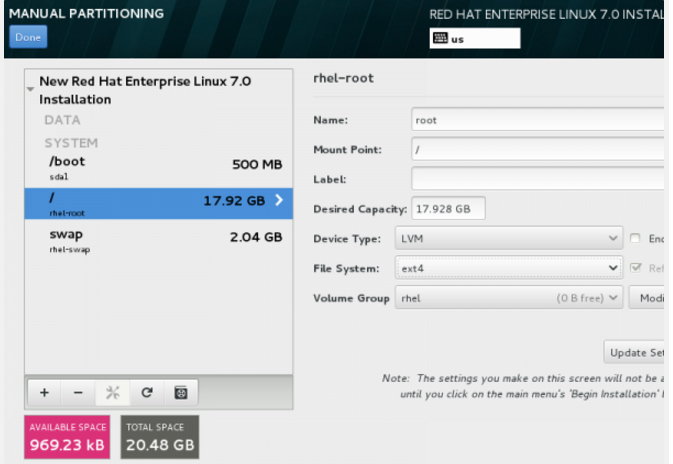 MANUAL PARTITIONING
RED HAT ENTERPRISE LINUX 7.0 INSTAL
Done
us
New Red Hat Enterprise Linux 7.0
Installation
DATA
SYSTEM
/boot
500 MB
sda1
/
17.92 GB
rhel-root
swap
2.04 GB
rhel-swap
+ −
AVAILABLE SPACE
969.23 kB
TOTAL SPACE
20.48 GB
rhel-root
Name: root
Mount Point: /
Label:
Desired Capacity: 17.928 GB
Device Type: LVM
Enc
File System: ext4
Ref
Volume Group rhel (0 B free) Modi
Update Set
Note: The settings you make on this screen will not be a
until you click on the main menu's 'Begin Installation'